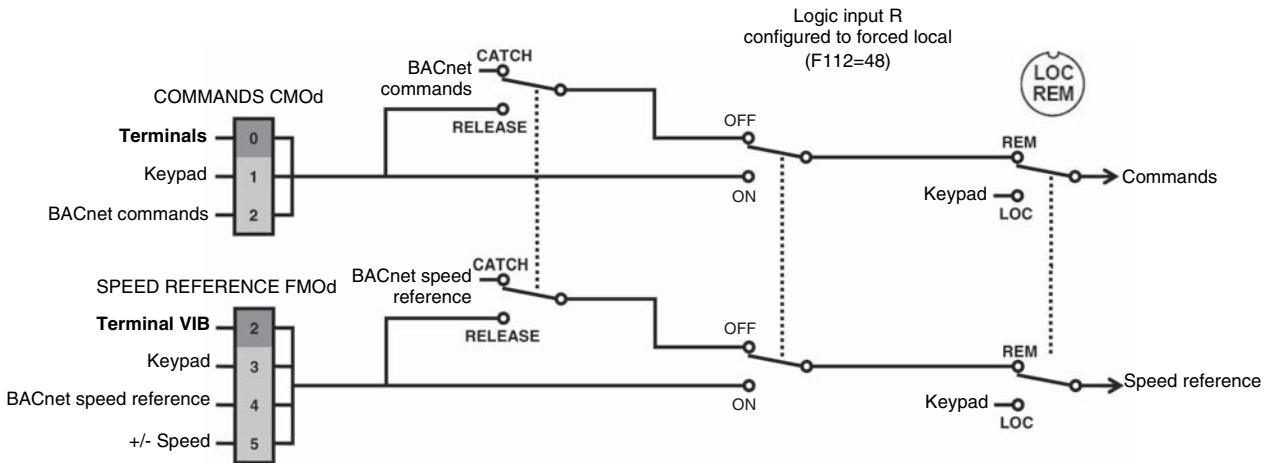 Logic input R
configured to forced local
(F112=48)
LOC
REM
COMMANDS CMOd
Terminals
0
Keypad
1
BACnet commands
2
BACnet
commands
CATCH
RELEASE
OFF
ON
REM
Keypad
LOC
Commands
SPEED REFERENCE FMOd
Terminal VIB
2
Keypad
3
BACnet speed reference
4
+/- Speed
5
BACnet speed
reference
CATCH
RELEASE
OFF
ON
REM
Keypad
LOC
Speed reference